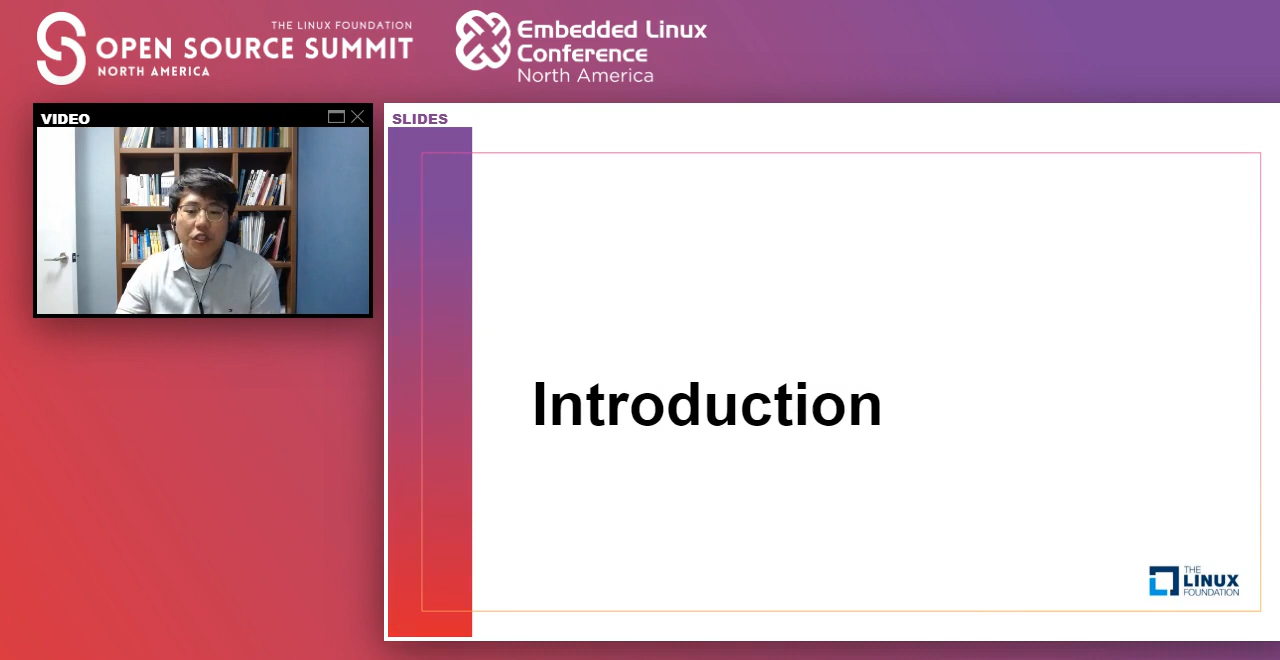 THE LINUX FOUNDATION
OPEN SOURCE SUMMIT
NORTH AMERICA
Embedded Linux
Conference
North America
VIDEO
SLIDES
Introduction
THE
LINUX
FOUNDATION